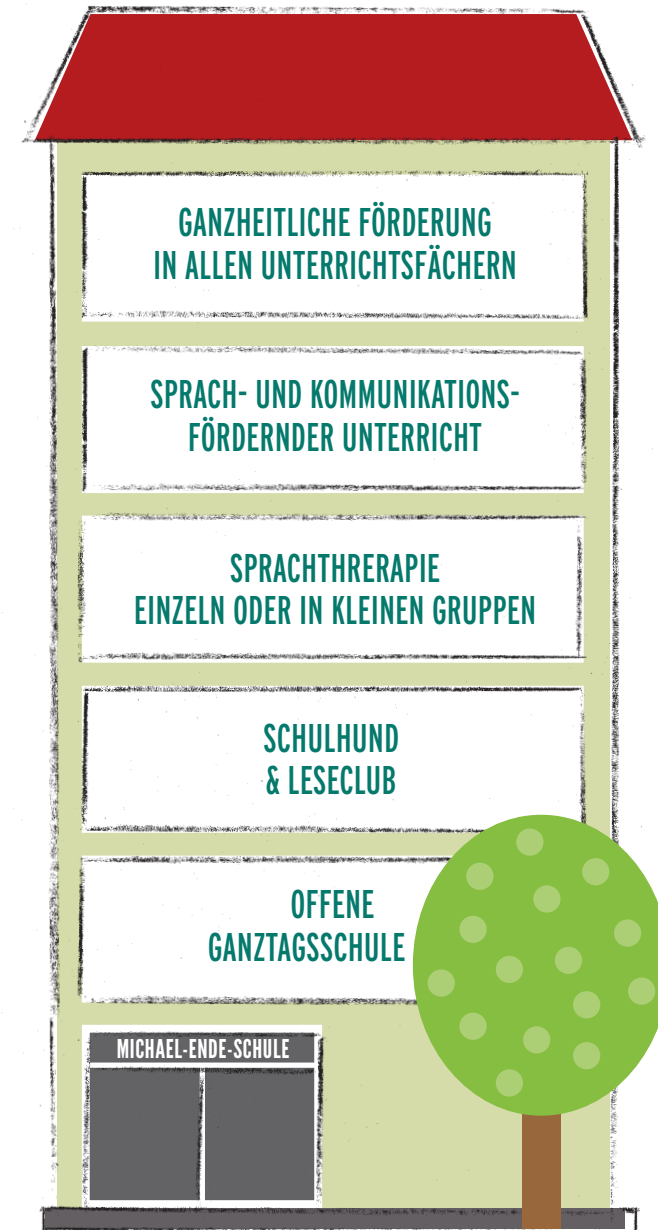 GANZHEITLICHE FÖRDERUNG
IN ALLEN UNTERRICHTSFÄCHERN
SPRACH- UND KOMMUNIKATIONS-
FÖRDERNDER UNTERRICHT
SPRACHTHRERAPIE
EINZELN ODER IN KLEINEN GRUPPEN
SCHULHUND
& LESECLUB
OFFENE
GANZTAGSSCHULE
MICHAEL-ENDE-SCHULE